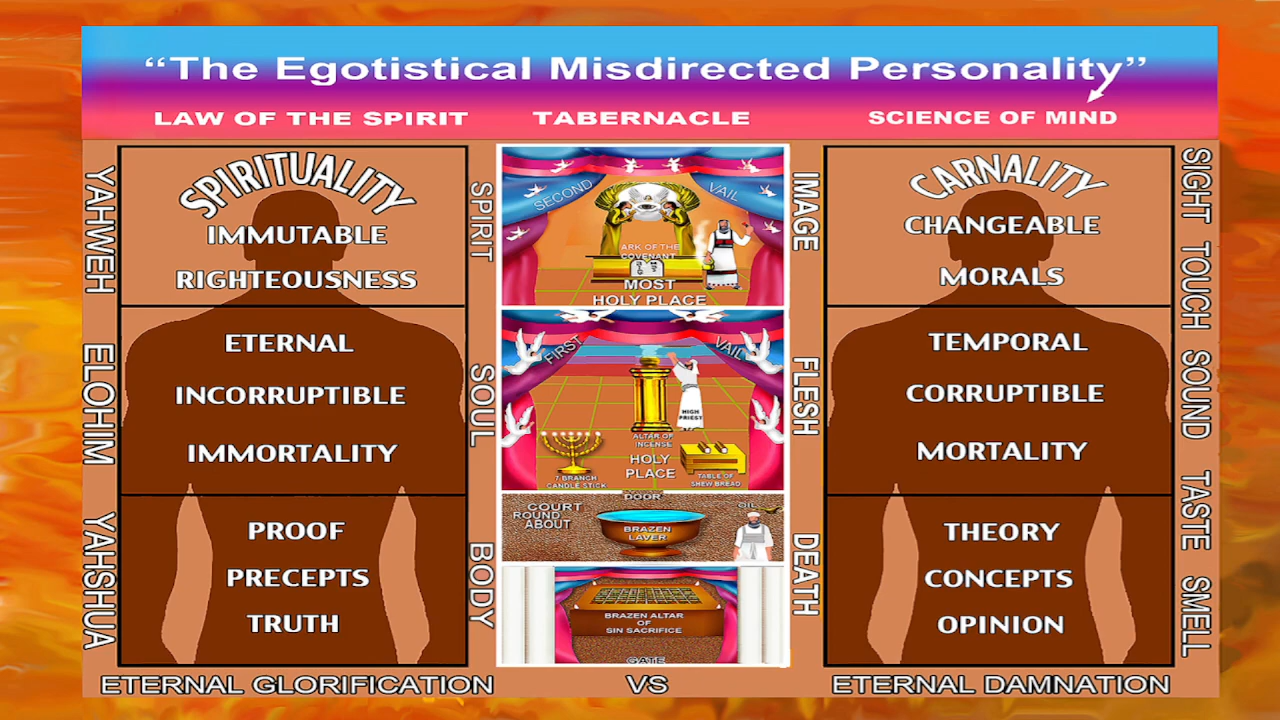 “The Egotistical Misdirected Personality”
LAW OF THE SPIRIT
TABERNACLE
SCIENCE OF MIND
YAHWEH
ELOHIM
YAHSHUA
SPIRITUALITY
IMMUTABLE
RIGHTEOUSNESS
ETERNAL
INCORRUPTIBLE
IMMORTALITY
PROOF
PRECEPTS
TRUTH
SPIRIT
SOUL
BODY
SECOND
VAIL
ARK OF THE
COVENANT
MOST
HOLY PLACE
FIRST
VAIL
HIGH
PRIEST
ALTAR OF
INCENSE
HOLY
PLACE
7 BRANCH
CANDLE STICK
TABLE OF
SHEW BREAD
DOOR
COURT
ROUND
ABOUT
OIL
BRAZEN
LAVER
BRAZEN ALTAR
OF
SIN SACRIFICE
GATE
IMAGE
FLESH
DEATH
CARNALITY
CHANGEABLE
MORALS
TEMPORAL
CORRUPTIBLE
MORTALITY
THEORY
CONCEPTS
OPINION
SIGHT
TOUCH
SOUND
TASTE
SMELL
ETERNAL GLORIFICATION
VS
ETERNAL DAMNATION